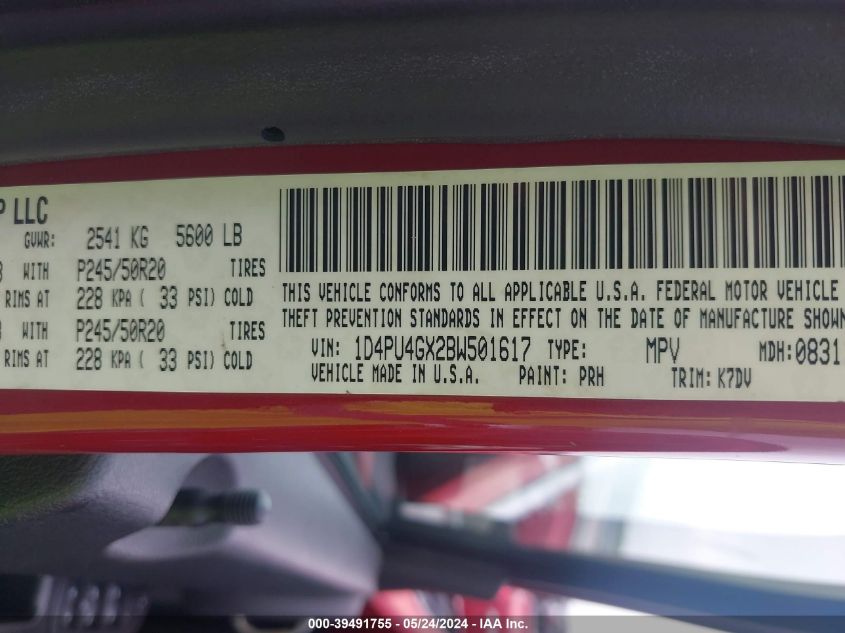 P LLC
GVWR: 2541 KG 5600 LB
WITH P245/50R20 TIRES
RIMS AT 228 KPA ( 33 PSI) COLD
WITH P245/50R20 TIRES
RIMS AT 228 KPA ( 33 PSI) COLD
THIS VEHICLE CONFORMS TO ALL APPLICABLE U.S.A. FEDERAL MOTOR VEHICLE
THEFT PREVENTION STANDARDS IN EFFECT ON THE DATE OF MANUFACTURE SHOWN
VIN: 1D4PU4GX2BW501617 TYPE: MPV MDH:0831
VEHICLE MADE IN U.S.A. PAINT: PRH TRIM: K7DV
000-39491755 - 05/24/2024 - IAA Inc.